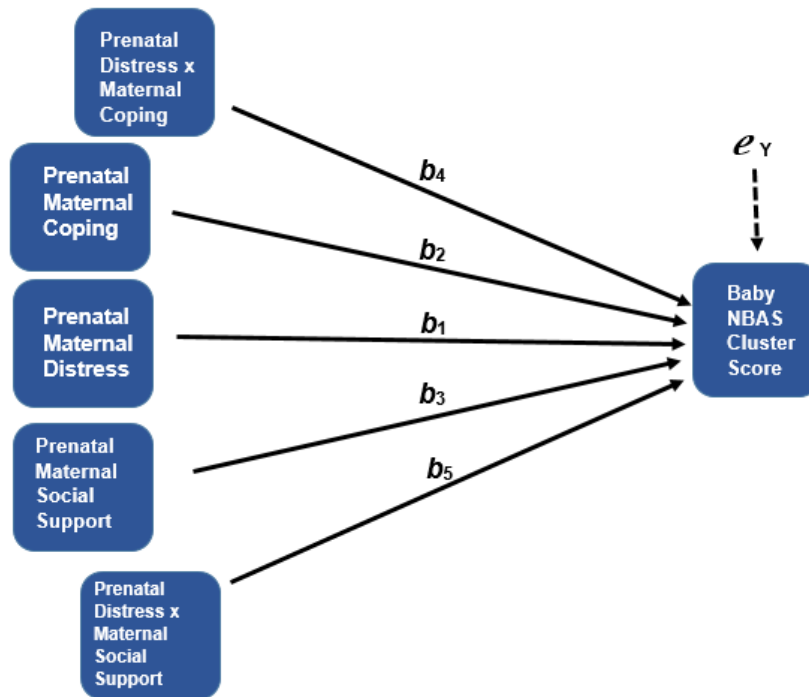 Prenatal
Distress x
Maternal
Coping
Prenatal
Maternal
Coping
Prenatal
Maternal
Distress
Prenatal
Maternal
Social
Support
Prenatal
Distress x
Maternal
Social
Support
b4
b2
b1
b3
b5
e Y
Baby
NBAS
Cluster
Score